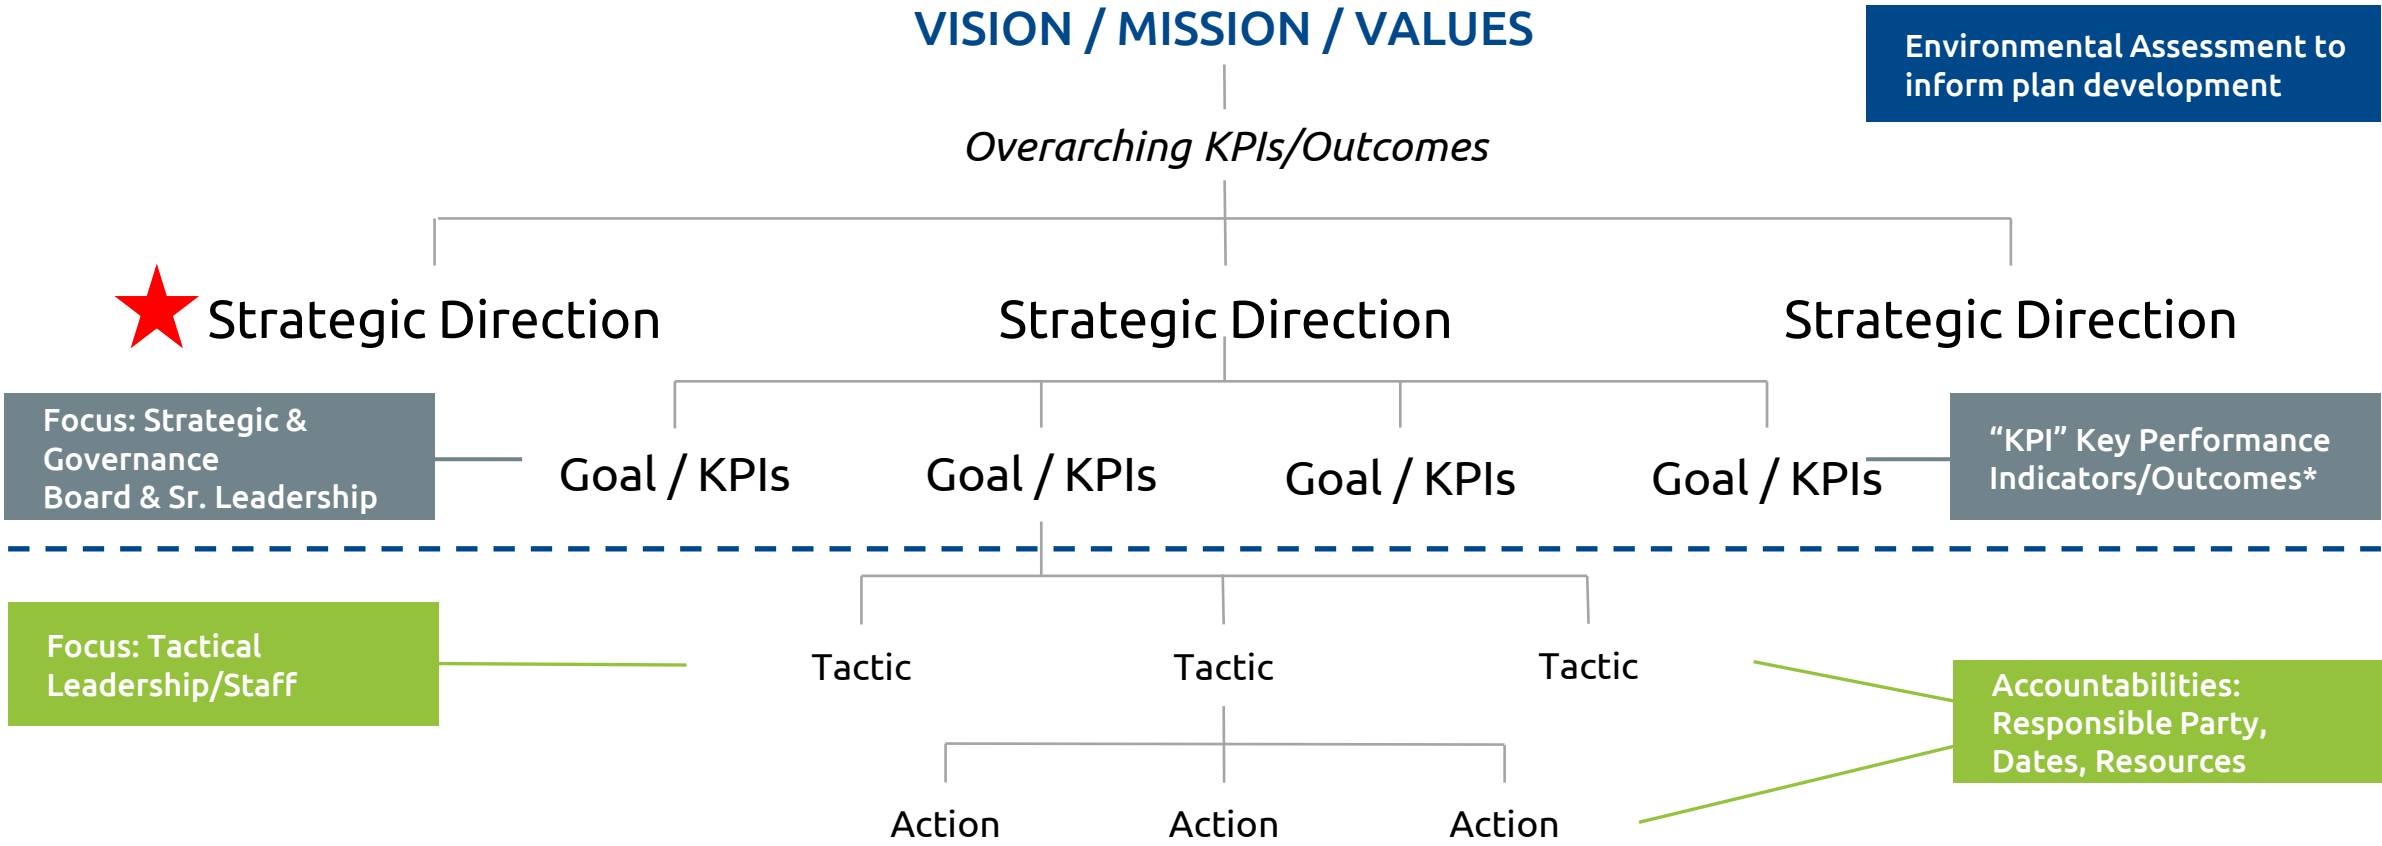 VISION / MISSION / VALUES
Environmental Assessment to
inform plan development
Overarching KPIs/Outcomes
Strategic Direction
Strategic Direction
Strategic Direction
Focus: Strategic &
Governance
Board & Sr. Leadership
Goal / KPIs
Goal / KPIs
Goal / KPIs
Goal / KPIs
“KPI” Key Performance
Indicators/Outcomes*
Focus: Tactical
Leadership/Staff
Tactic
Tactic
Tactic
Accountabilities:
Responsible Party,
Dates, Resources
Action
Action
Action